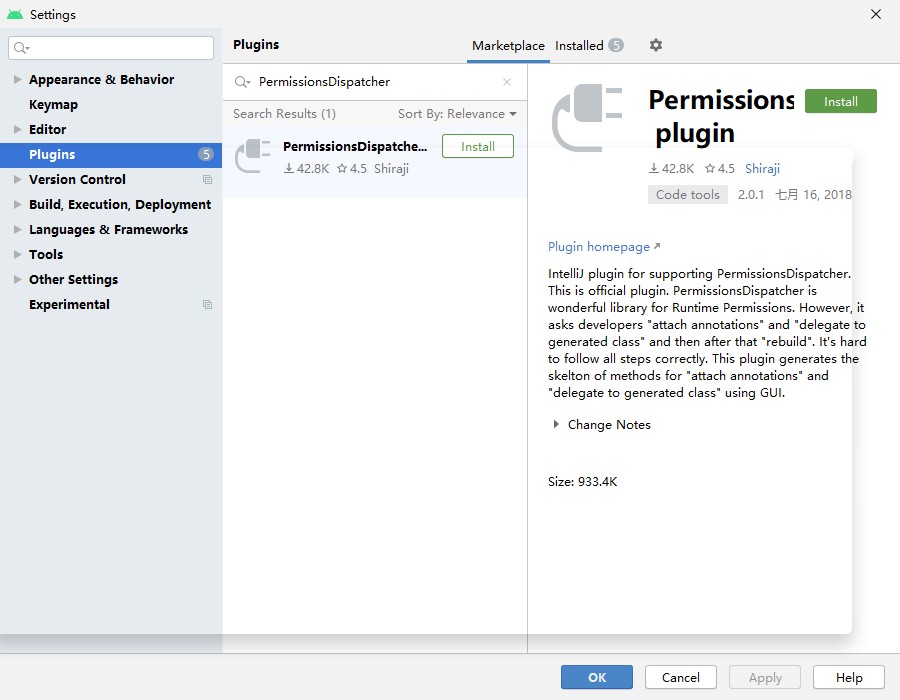 Settings
Plugins
Marketplace
Installed 5
Appearance & Behavior
Keymap
Editor
Plugins 5
Version Control
Build, Execution, Deployment
Languages & Frameworks
Tools
Other Settings
Experimental
PermissionsDispatcher
Search Results (1)
Sort By: Relevance
PermissionsDispatche...
Install
42.8K 4.5 Shiraji
Permissions
plugin
Install
42.8K 4.5 Shiraji
Code tools 2.0.1 七月 16, 2018
Plugin homepage
IntelliJ plugin for supporting PermissionsDispatcher.
This is official plugin. PermissionsDispatcher is
wonderful library for Runtime Permissions. However, it
asks developers "attach annotations" and "delegate to
generated class" and then after that "rebuild". It's hard
to follow all steps correctly. This plugin generates the
skelton of methods for "attach annotations" and
"delegate to generated class" using GUI.
Change Notes
Size: 933.4K
OK
Cancel
Apply
Help